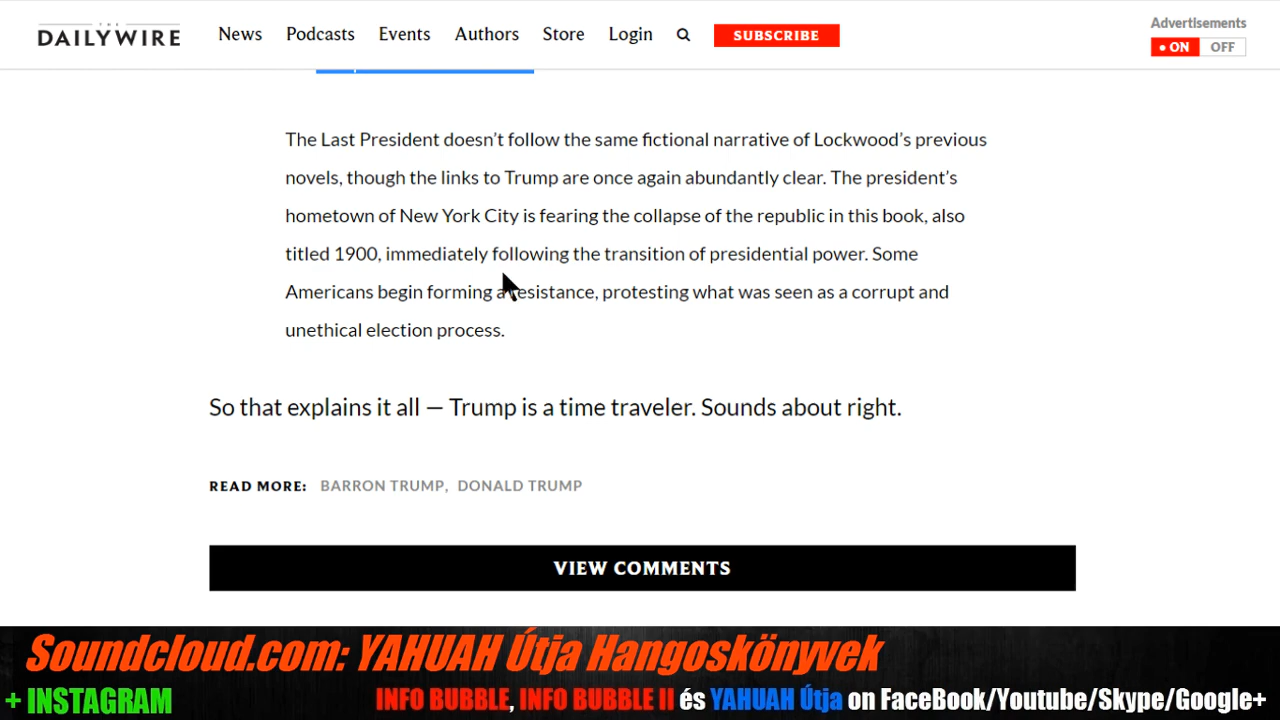 THE
DAILYWIRE
News Podcasts Events Authors Store Login SUBSCRIBE
Advertisements
ON OFF
The Last President doesn’t follow the same fictional narrative of Lockwood’s previous
novels, though the links to Trump are once again abundantly clear. The president’s
hometown of New York City is fearing the collapse of the republic in this book, also
titled 1900, immediately following the transition of presidential power. Some
Americans begin forming a resistance, protesting what was seen as a corrupt and
unethical election process.
So that explains it all — Trump is a time traveler. Sounds about right.
READ MORE: BARRON TRUMP, DONALD TRUMP
VIEW COMMENTS
Soundcloud.com: YAHUAH Útja Hangoskönyvek
+ INSTAGRAM INFO BUBBLE, INFO BUBBLE II és YAHUAH Útja on FaceBook/Youtube/Skype/Google+